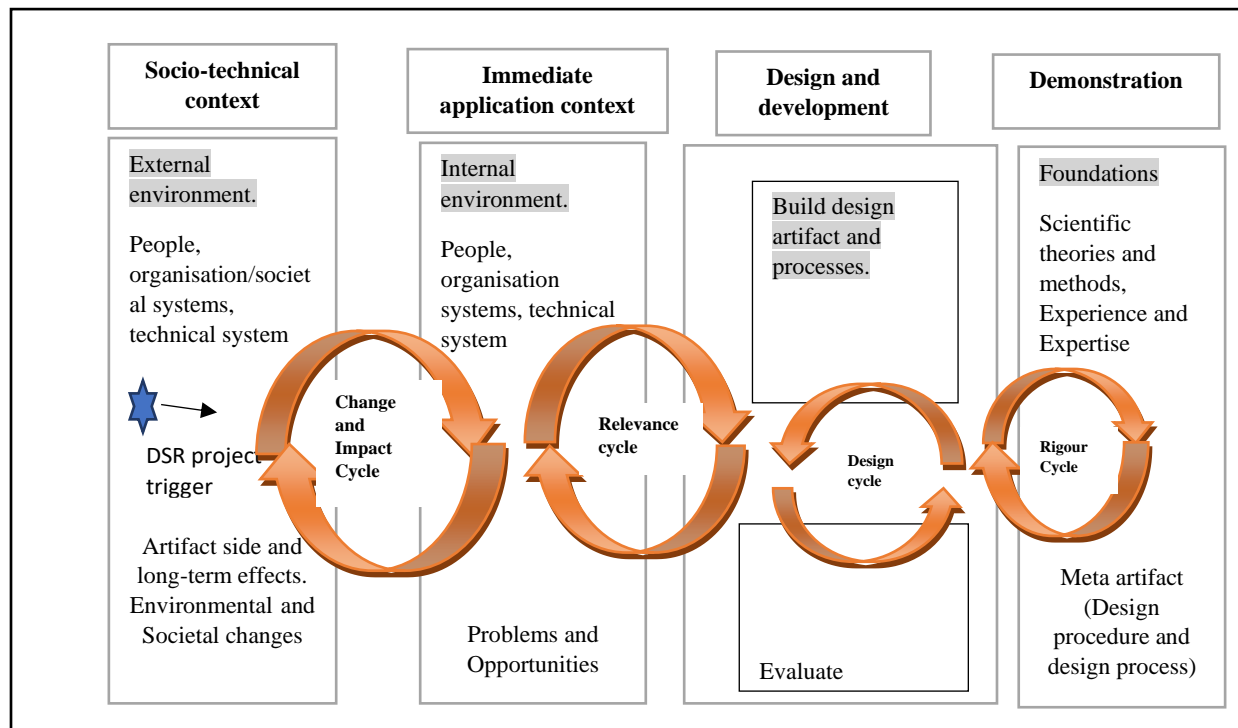 Socio-technical
context
External
environment.
People,
organisation/societ
al systems,
technical system
DSR project
trigger
Artifact side and
long-term effects.
Environmental and
Societal changes
Change
and
Impact
Cycle
Immediate
application context
Internal
environment.
People,
organisation
systems, technical
system
Problems and
Opportunities
Relevance
cycle
Design and
development
Build design
artifact and
processes.
Design
cycle
Evaluate
Demonstration
Foundations
Scientific
theories and
methods,
Experience and
Expertise
Rigour
Cycle
Meta artifact
(Design
procedure and
design process)